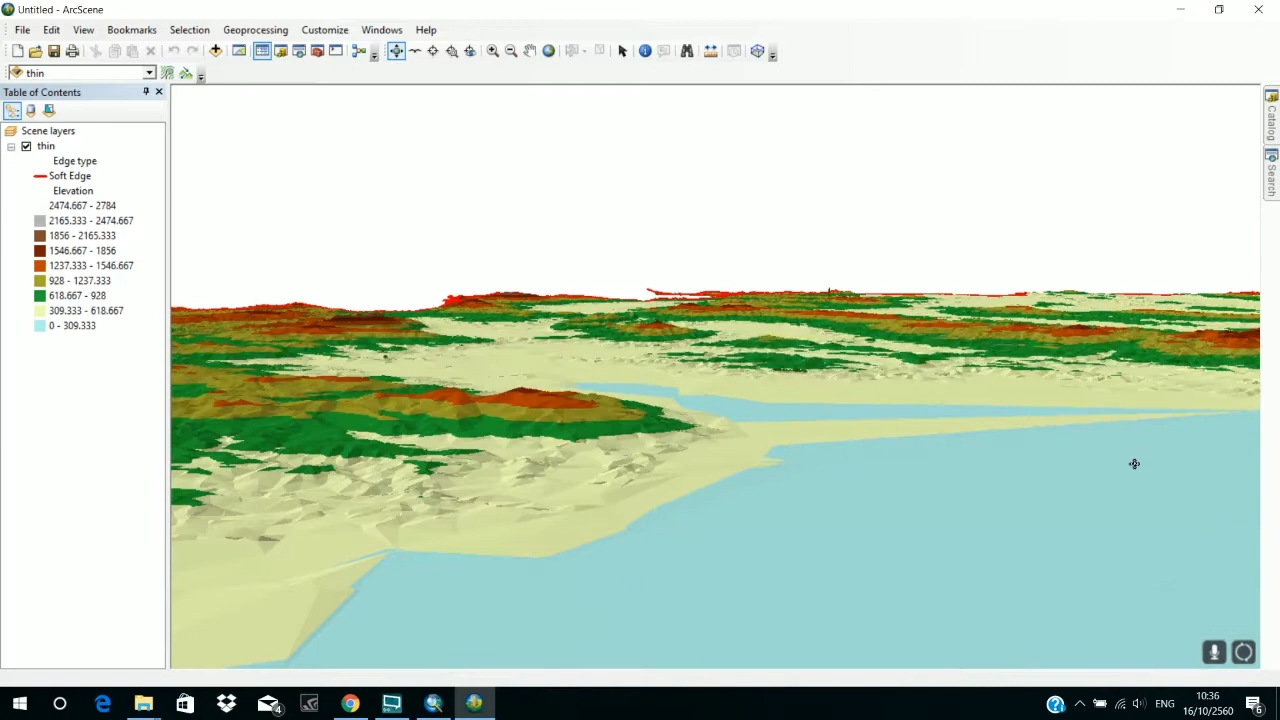 Untitled - ArcScene
File Edit View Bookmarks Selection Geoprocessing Customize Windows Help
thin
Table of Contents
Scene layers
thin
Edge type
Soft Edge
Elevation
2474.667 - 2784
2165.333 - 2474.667
1856 - 2165.333
1546.667 - 1856
1237.333 - 1546.667
928 - 1237.333
618.667 - 928
309.333 - 618.667
0 - 309.333
Catalog
Search
4
ENG
10:36
16/10/2560
6